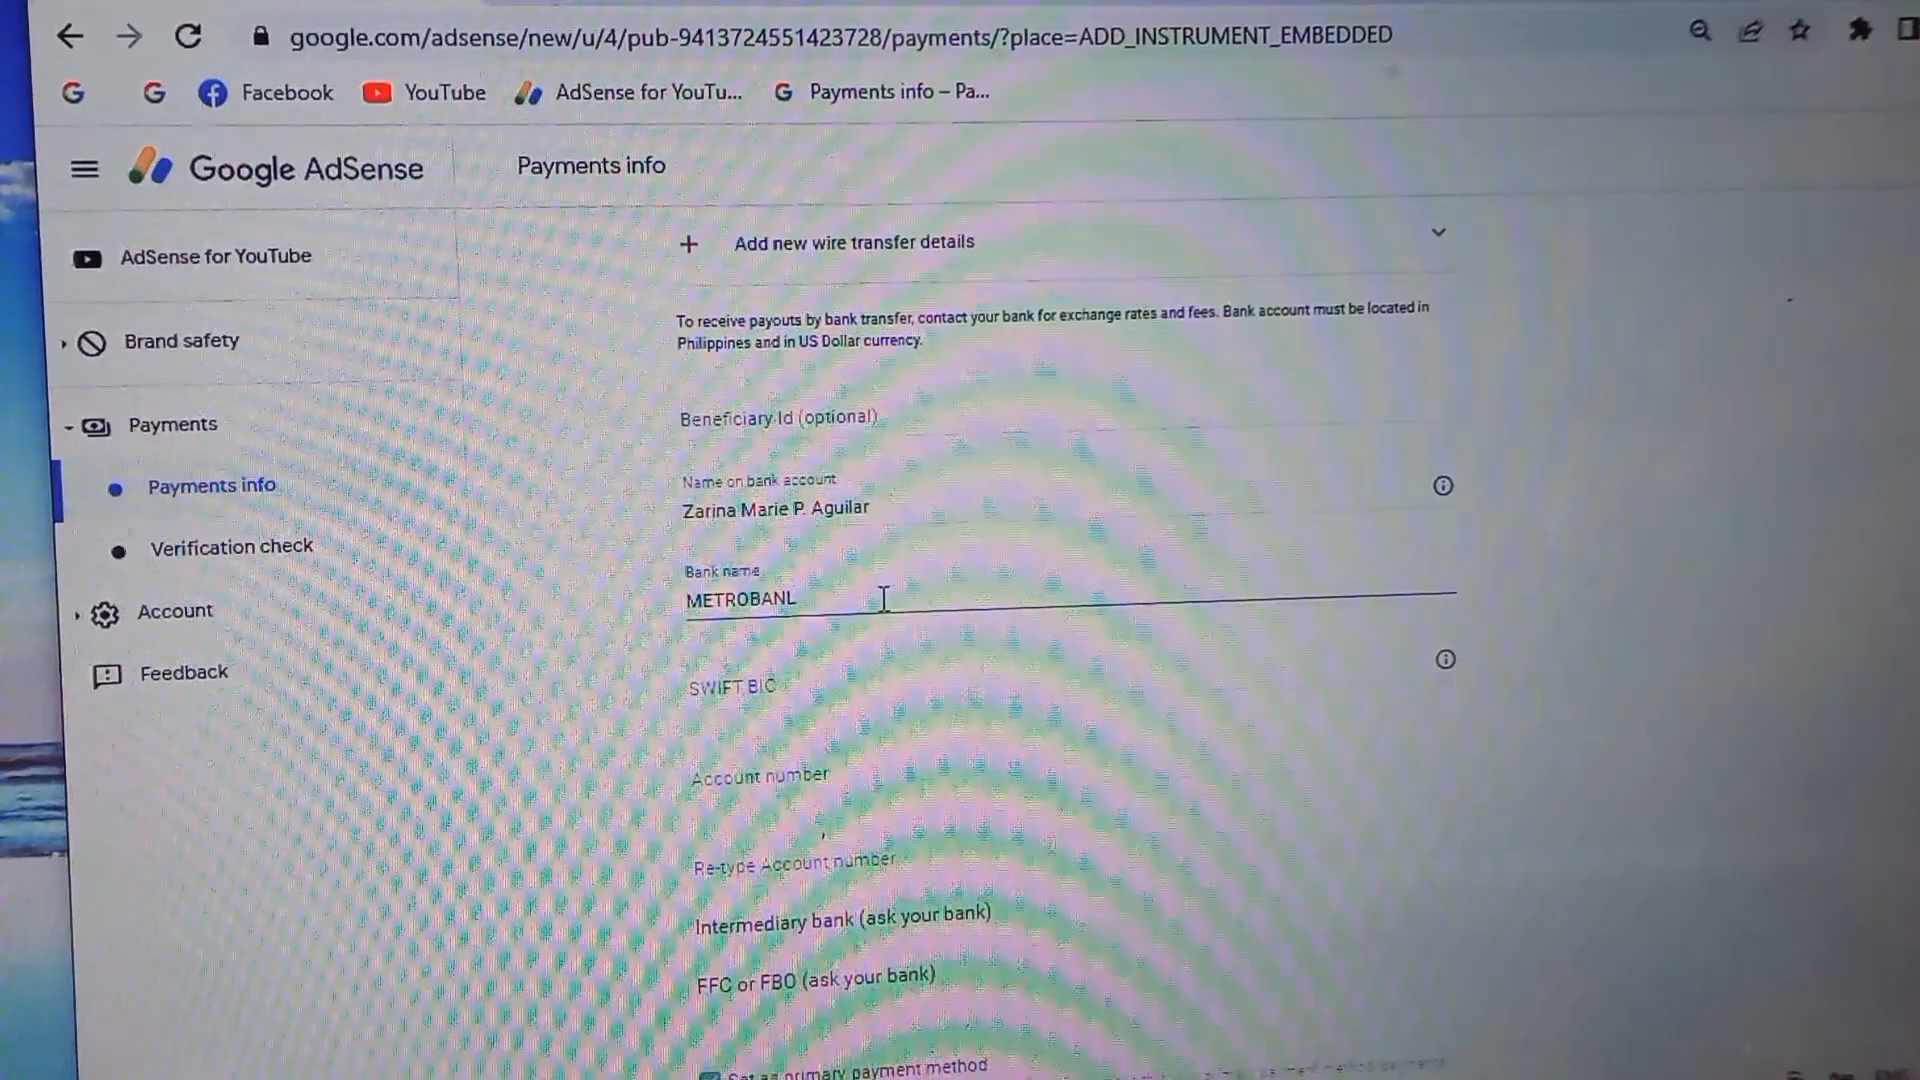 google.com/adsense/new/u/4/pub-9413724551423728/payments/?place=ADD_INSTRUMENT_EMBEDDED
Facebook YouTube AdSense for YouTu... Payments info – Pa...
Google AdSense Payments info
Add new wire transfer details
AdSense for YouTube
To receive payouts by bank transfer, contact your bank for exchange rates and fees. Bank account must be located in
Philippines and in US Dollar currency.
Brand safety
Payments
Beneficiary Id (optional)
Payments info
Name on bank account
Zarina Marie P. Aguilar
Verification check
Bank name
METROBANL
Account
Feedback
SWIFT BIC
Account number
Re-type Account number
Intermediary bank (ask your bank)
FFC or FBO (ask your bank)
Set as primary payment method